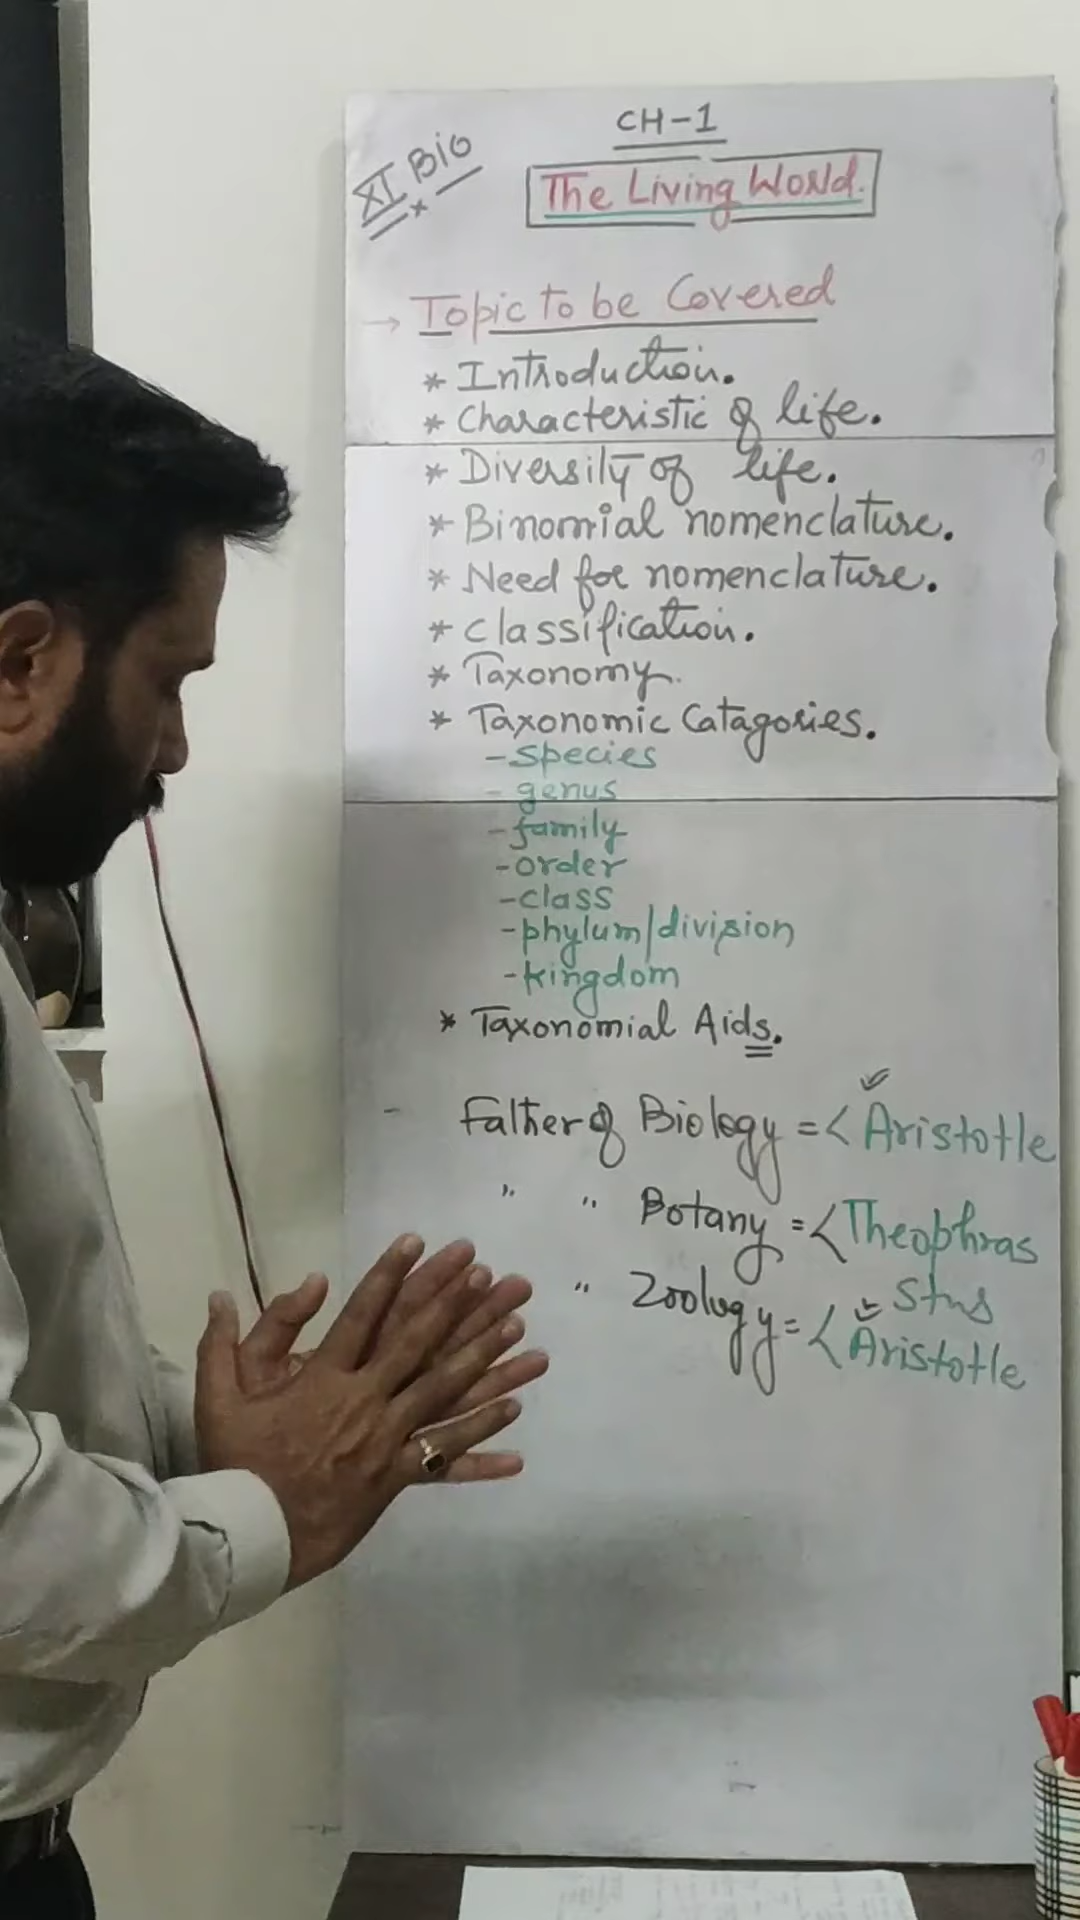 XI Bio
CH-1
The Living World.
→ Topic to be Covered
* Introduction.
* Characteristic of life.
* Diversity of life.
* Binomial nomenclature.
* Need for nomenclature.
* Classification.
* Taxonomy.
* Taxonomic Catagories.
- species
- genus
- family
- order
- class
- phylum/division
- kingdom
* Taxonomial Aids.
- Father of Biology = < Aristotle
" " Botany = < Theophras
stus
" Zoology = < Aristotle